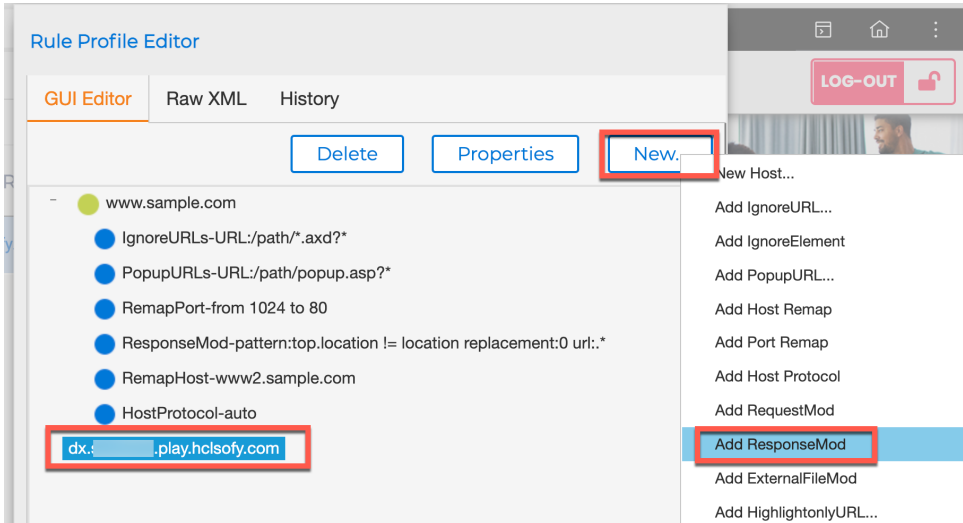 Rule Profile Editor
LOG-OUT
GUI Editor Raw XML History
Delete Properties New.
New Host...
www.sample.com
Add IgnoreURL...
IgnoreURLs-URL:/path/*.axd?*
Add IgnoreElement
PopupURLs-URL:/path/popup.asp?*
Add PopupURL...
RemapPort-from 1024 to 80
Add Host Remap
ResponseMod-pattern:top.location != location replacement:0 url:.*
Add Port Remap
RemapHost-www2.sample.com
Add Host Protocol
HostProtocol-auto
Add RequestMod
dx.s .play.hclsofy.com
Add ResponseMod
Add ExternalFileMod
Add HighlightonlyURL...